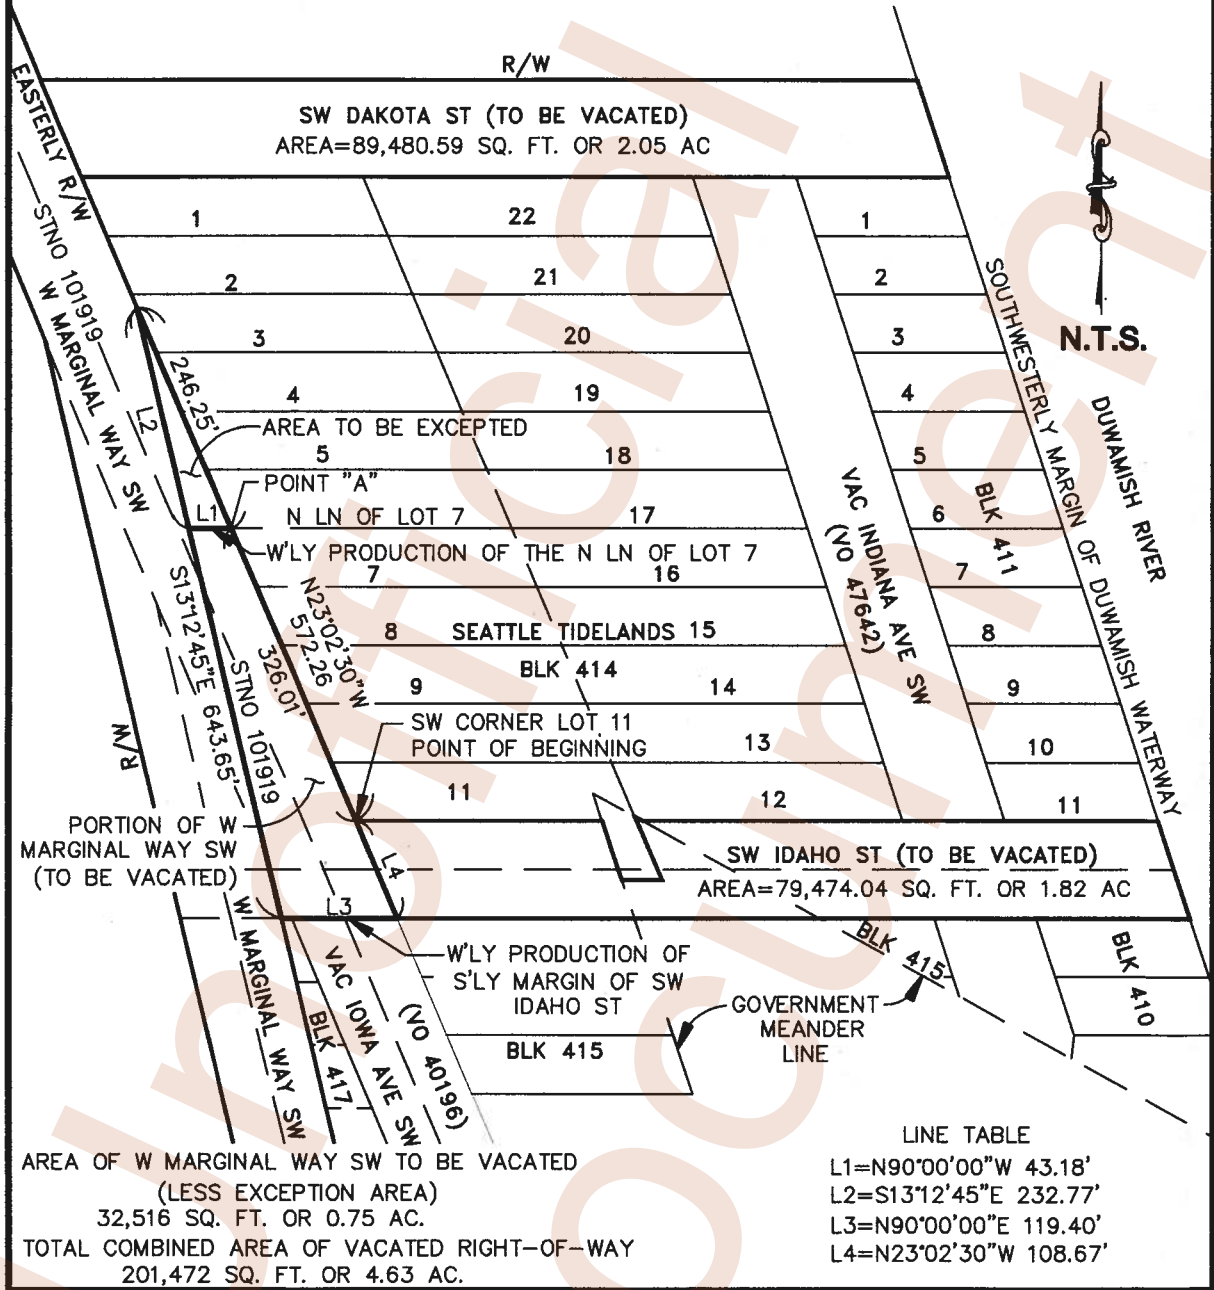 R/W
SW DAKOTA ST (TO BE VACATED)
AREA=89,480.59 SQ. FT. OR 2.05 AC
EASTERLY R/W
STNO 101919
W MARGINAL WAY SW
1
22
1
2
21
2
3
20
3
N.T.S.
246.25'
4
19
4
L2
AREA TO BE EXCEPTED
5
18
5
POINT "A"
L1
N LN OF LOT 7
17
6
BLK 411
W'LY PRODUCTION OF THE N LN OF LOT 7
7
16
7
VAC INDIANA AVE SW
(VO 47642)
SOUTHWESTERLY MARGIN OF DUWAMISH WATERWAY
DUWAMISH RIVER
S13°12'45"E 643.65'
STNO 101919
N23°02'30"W
572.26
326.01'
8
SEATTLE TIDELANDS
15
8
BLK 414
9
14
9
SW CORNER LOT 11
POINT OF BEGINNING
13
10
R/W
11
12
11
PORTION OF W
MARGINAL WAY SW
(TO BE VACATED)
L4
SW IDAHO ST (TO BE VACATED)
AREA=79,474.04 SQ. FT. OR 1.82 AC
L3
W MARGINAL WAY SW
VAC IOWA AVE SW
(VO 40196)
BLK 417
W'LY PRODUCTION OF
S'LY MARGIN OF SW
IDAHO ST
BLK 415
BLK 410
GOVERNMENT
MEANDER
LINE
BLK 415
AREA OF W MARGINAL WAY SW TO BE VACATED
(LESS EXCEPTION AREA)
32,516 SQ. FT. OR 0.75 AC.
TOTAL COMBINED AREA OF VACATED RIGHT-OF-WAY
201,472 SQ. FT. OR 4.63 AC.
LINE TABLE
L1=N90°00'00"W 43.18'
L2=S13°12'45"E 232.77'
L3=N90°00'00"E 119.40'
L4=N23°02'30"W 108.67'
Unofficial
Document